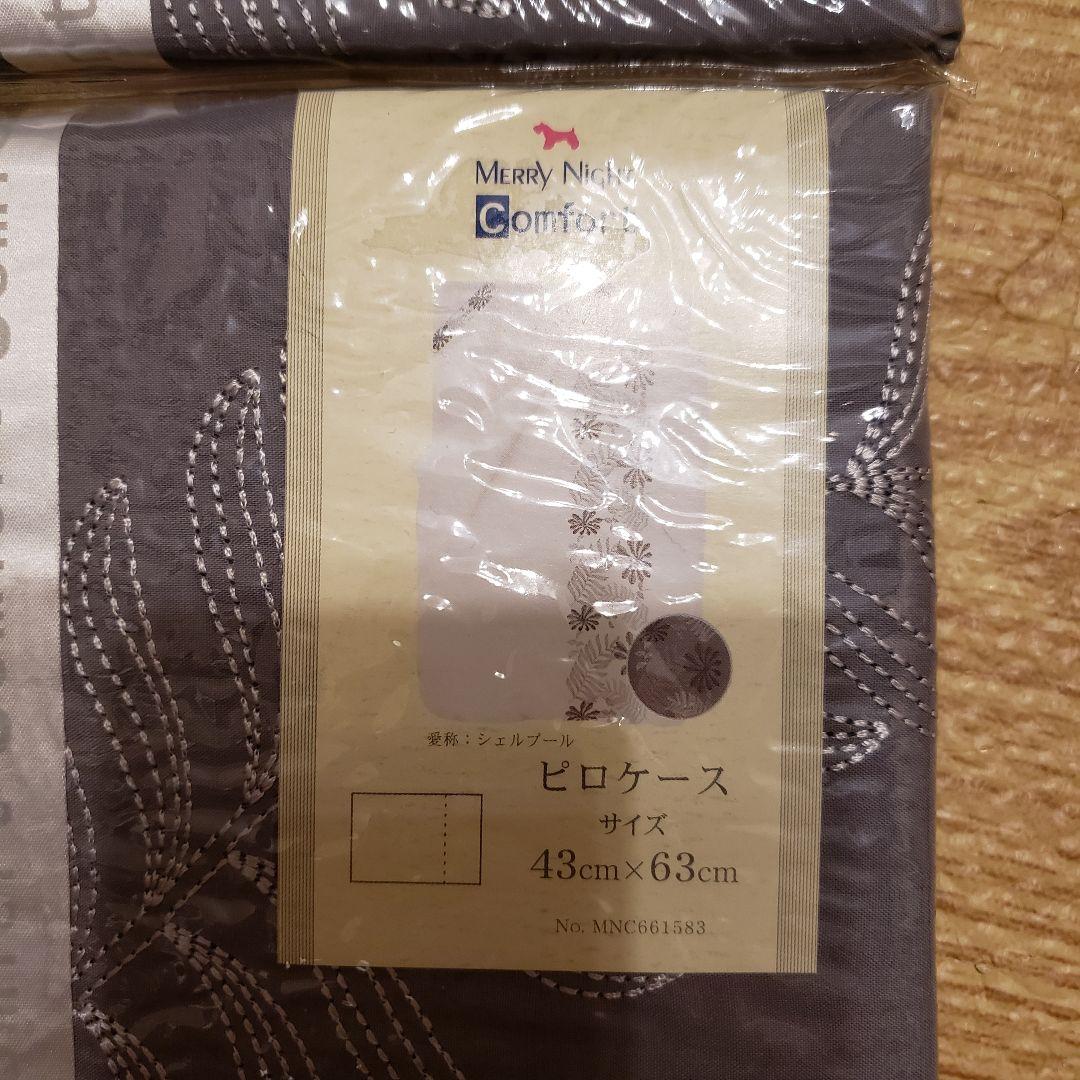 MERRY Night
Comfort
愛称：シェルブール
ピロケース
サイズ
43cm×63cm
No. MNC661583